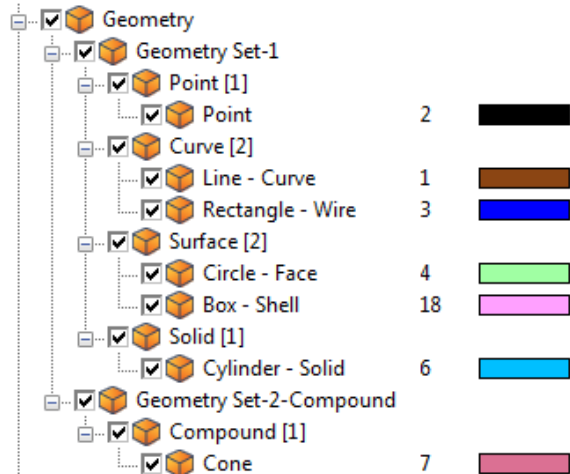 Geometry
Geometry Set-1
Point [1]
Point 2
Curve [2]
Line - Curve 1
Rectangle - Wire 3
Surface [2]
Circle - Face 4
Box - Shell 18
Solid [1]
Cylinder - Solid 6
Geometry Set-2-Compound
Compound [1]
Cone 7